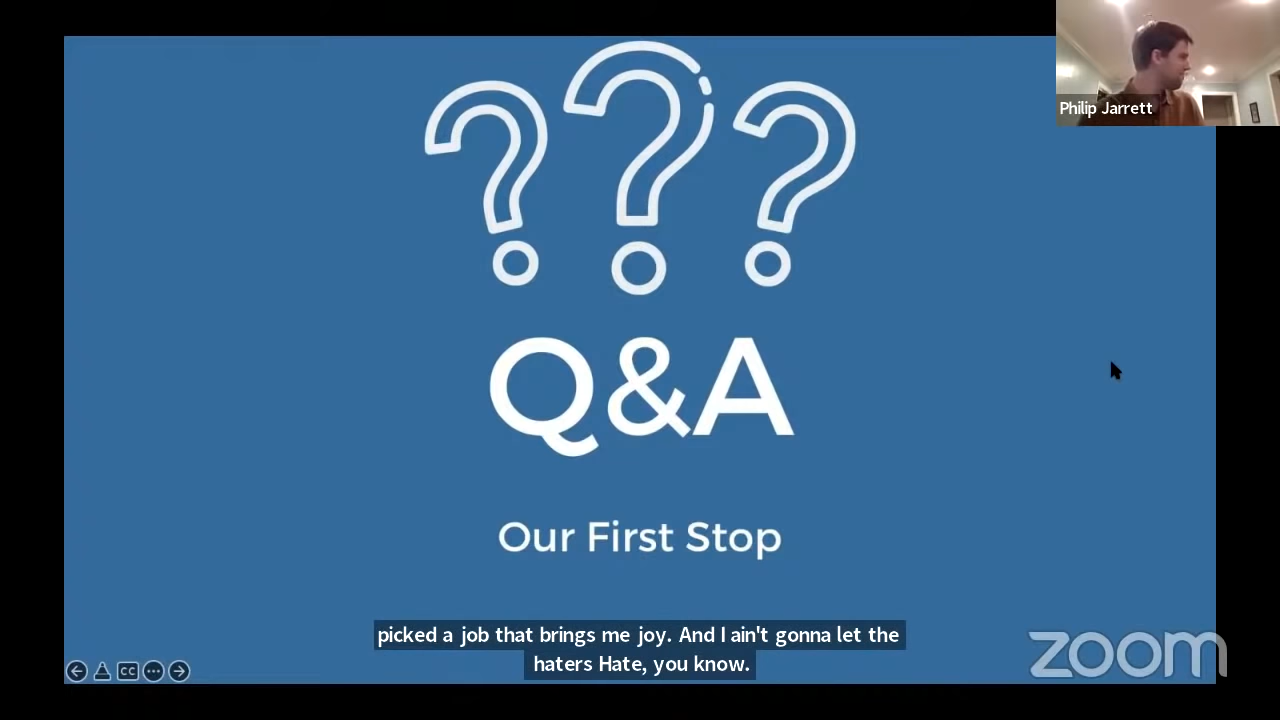 ???
Philip Jarrett
Q&A
Our First Stop
picked a job that brings me joy. And I ain't gonna let the
haters Hate, you know.
CC
zoom